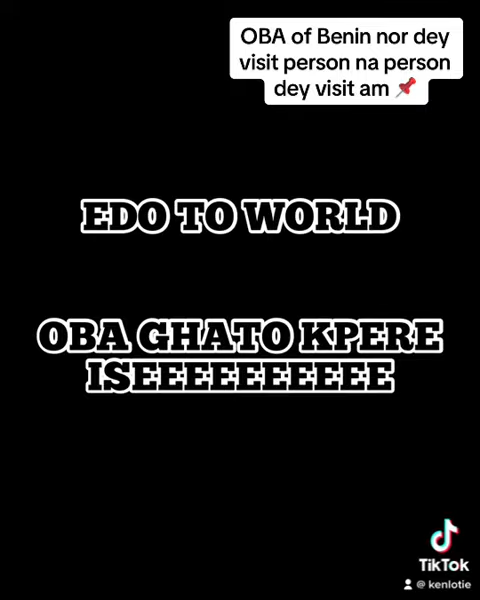 OBA of Benin nor dey
visit person na person
dey visit am 📌
EDO TO WORLD
OBA GHATO KPERE
ISEEEEEEEEEEE
TikTok
@ kenlotie